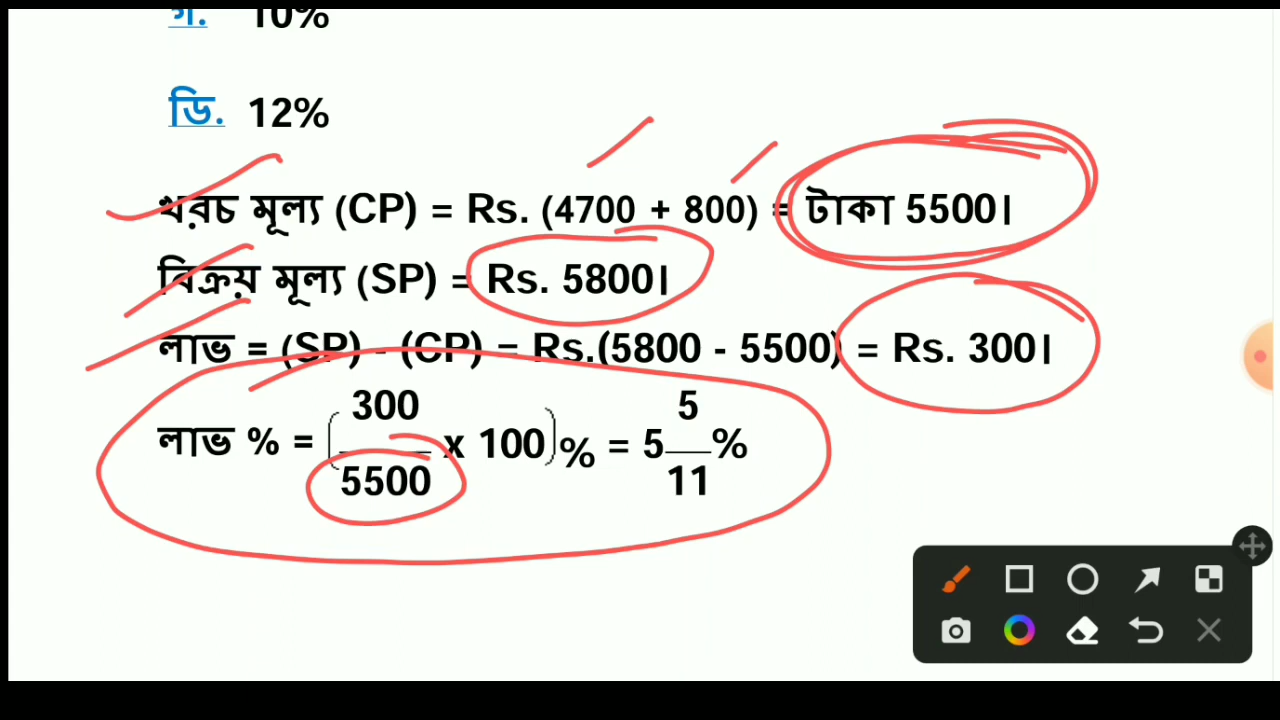 গ. 10%
ডি. 12%
খরচ মূল্য (CP) = Rs. (4700 + 800) = টাকা 5500।
বিক্রয় মূল্য (SP) = Rs. 5800।
লাভ = (SP) - (CP) = Rs.(5800 - 5500) = Rs. 300।
লাভ % = (300/5500 x 100)% = 5 5/11%